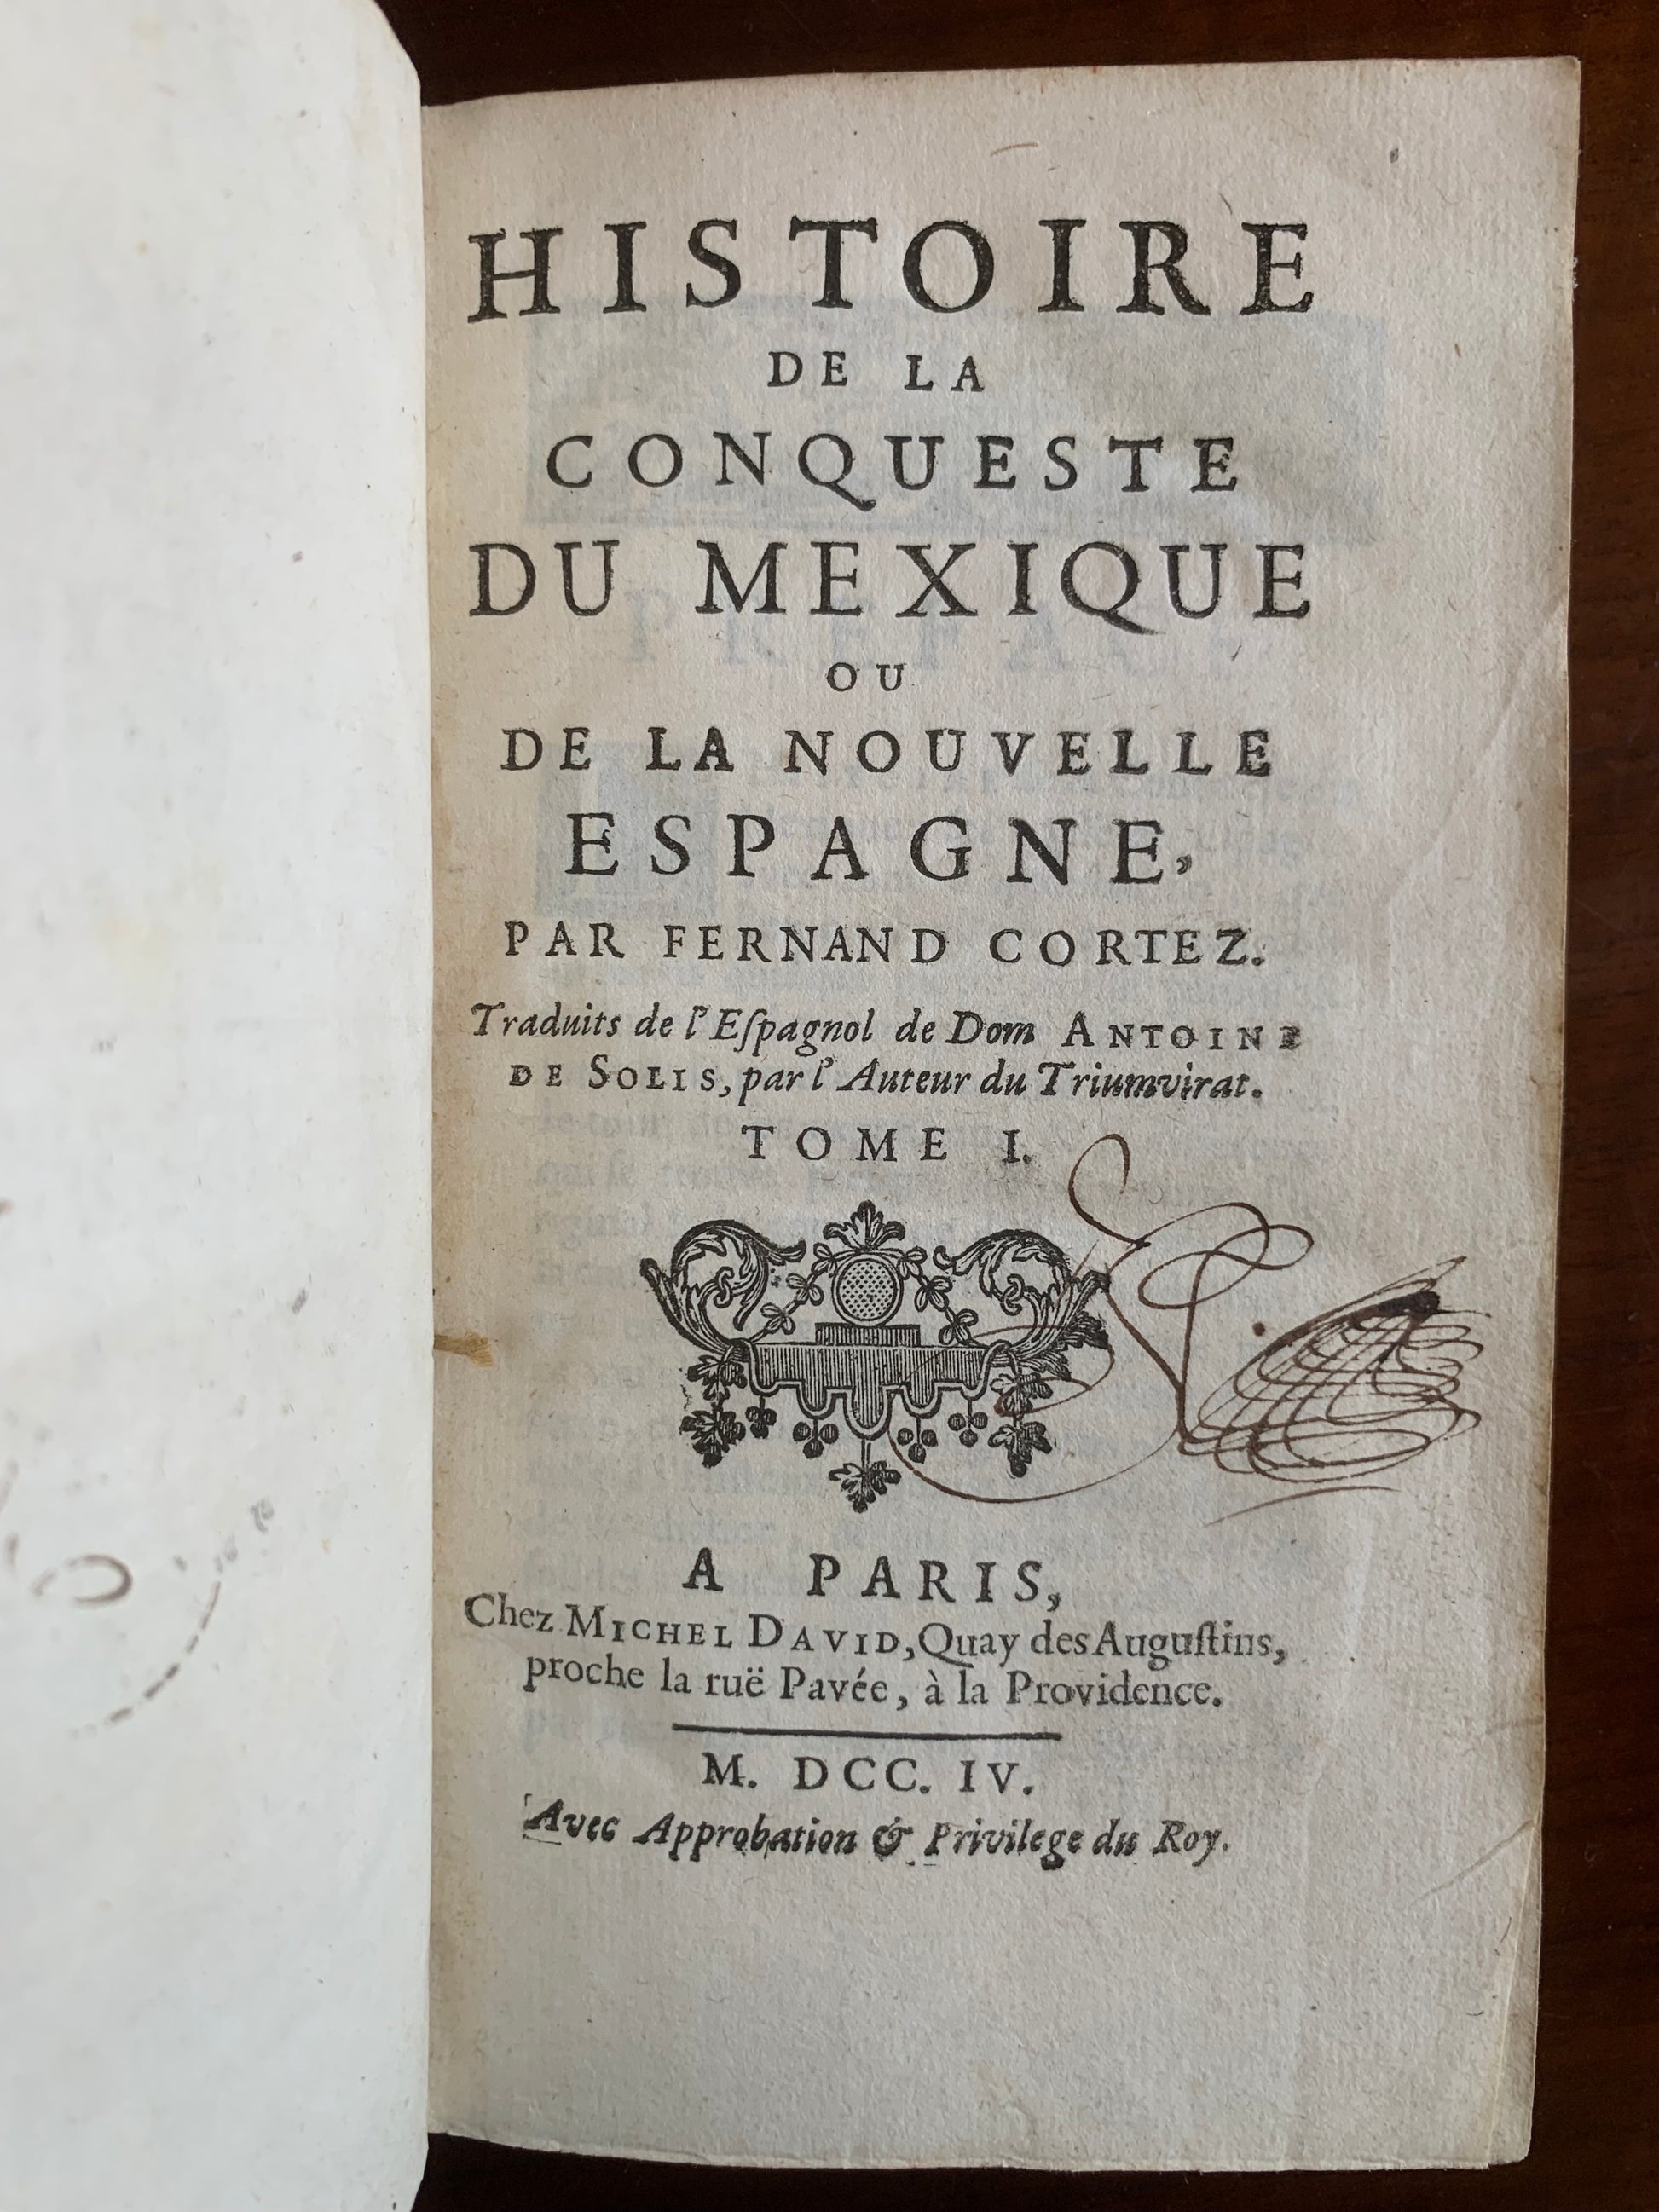 HISTOIRE
DE LA
CONQUESTE
DU MEXIQUE
OU
DE LA NOUVELLE
ESPAGNE,
PAR FERNAND CORTEZ.
Traduits de l'Eſpagnol de Dom ANTOINE
DE SOLIS, par l'Auteur du Triumvirat.
TOME I.
A PARIS,
Chez MICHEL DAVID, Quay des Auguſtins,
proche la ruë Pavée, à la Providence.
M. DCC. IV.
Avec Approbation & Privilege du Roy.